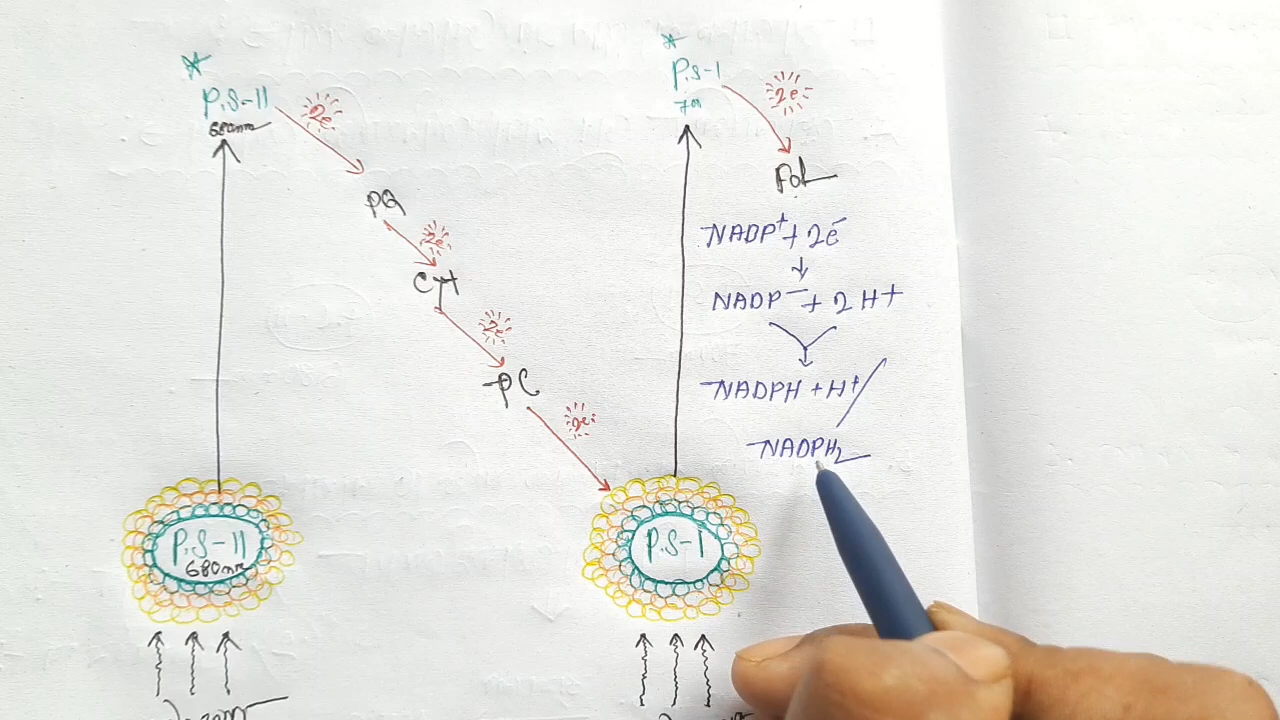 P.S-II
680nm
2e
PQ
2e
Cyt
2e
PC
2e
P.S-II
680nm
P.S-I
2e
Fd
NADP⁺ + 2e⁻
NADP⁻ + 2H+
NADPH + H⁺/
NADPH₂
P.S-I